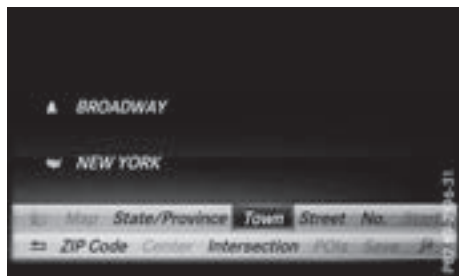 BROADWAY
NEW YORK
Map State/Province Town Street No.
ZIP Code Center Intersection POIs Save